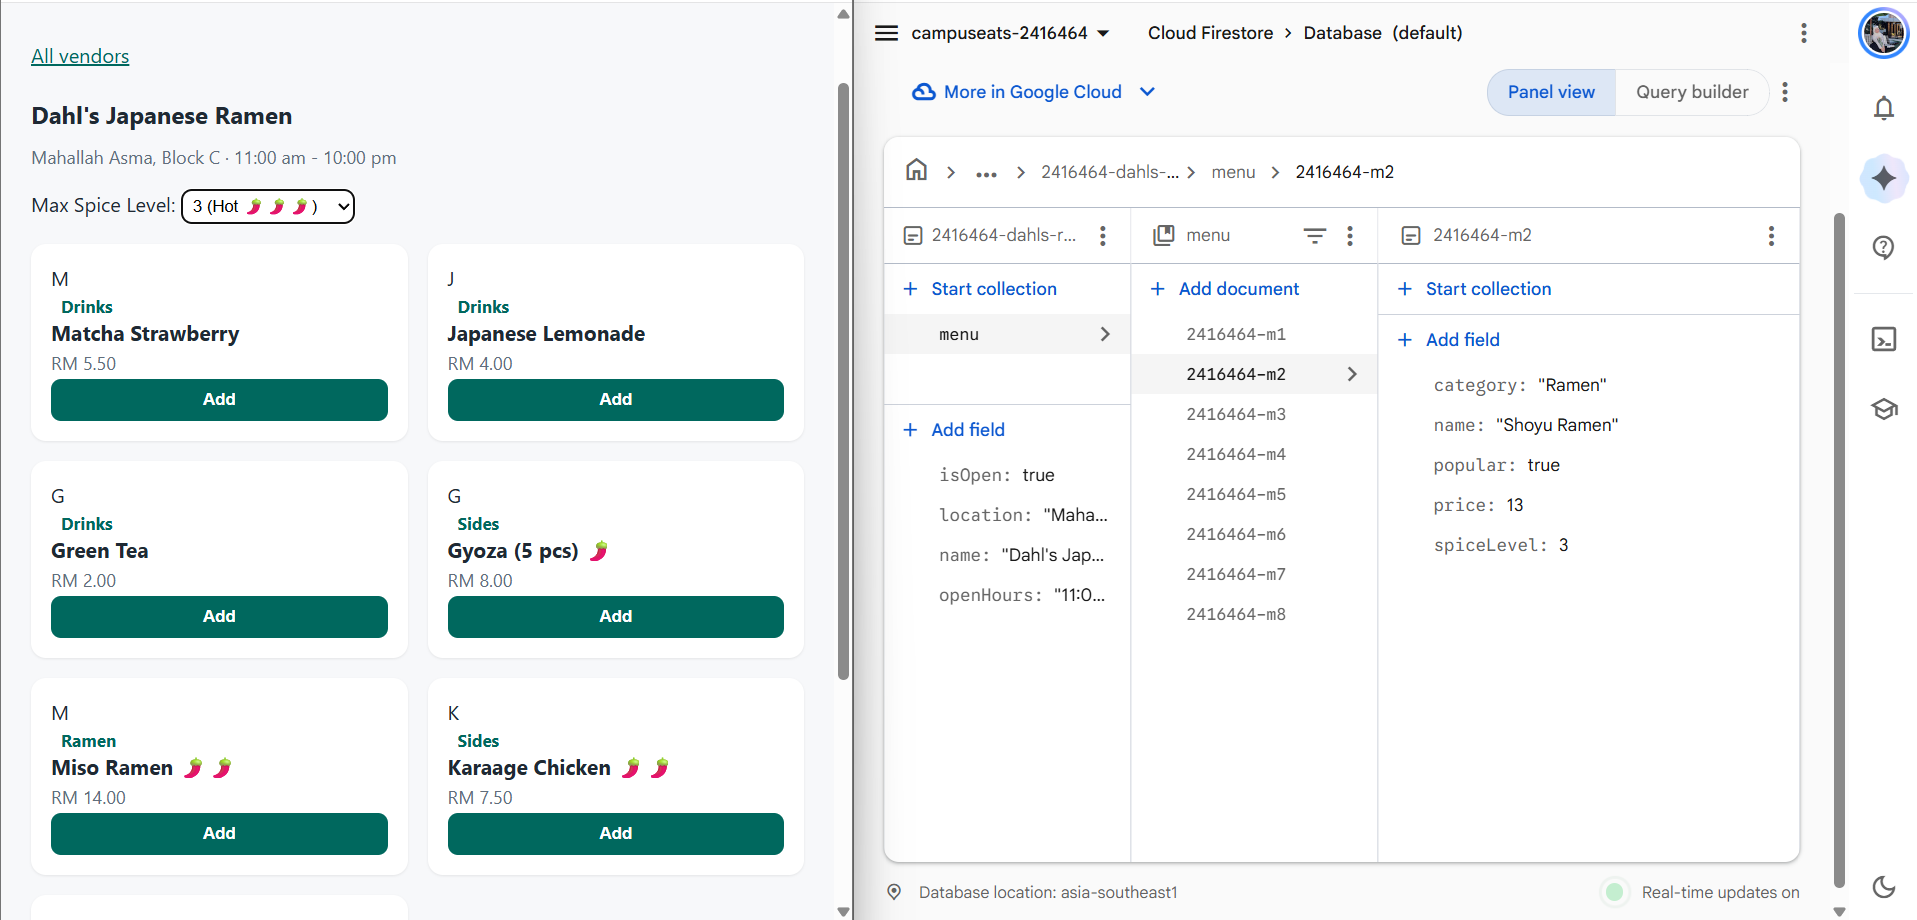 All vendors
Dahl's Japanese Ramen
Mahallah Asma, Block C · 11:00 am - 10:00 pm
Max Spice Level: 3 (Hot 🌶️ 🌶️ 🌶️ )
M
Drinks
Matcha Strawberry
RM 5.50
Add
J
Drinks
Japanese Lemonade
RM 4.00
Add
G
Drinks
Green Tea
RM 2.00
Add
G
Sides
Gyoza (5 pcs) 🌶️
RM 8.00
Add
M
Ramen
Miso Ramen 🌶️ 🌶️
RM 14.00
Add
K
Sides
Karaage Chicken 🌶️ 🌶️
RM 7.50
Add
campuseats-2416464
Cloud Firestore > Database (default)
More in Google Cloud
Panel view
Query builder
... > 2416464-dahls-... > menu > 2416464-m2
2416464-dahls-r...
Start collection
menu
Add field
isOpen: true
location: "Maha...
name: "Dahl's Jap...
openHours: "11:0...
menu
Add document
2416464-m1
2416464-m2
2416464-m3
2416464-m4
2416464-m5
2416464-m6
2416464-m7
2416464-m8
2416464-m2
Start collection
Add field
category: "Ramen"
name: "Shoyu Ramen"
popular: true
price: 13
spiceLevel: 3
Database location: asia-southeast1
Real-time updates on